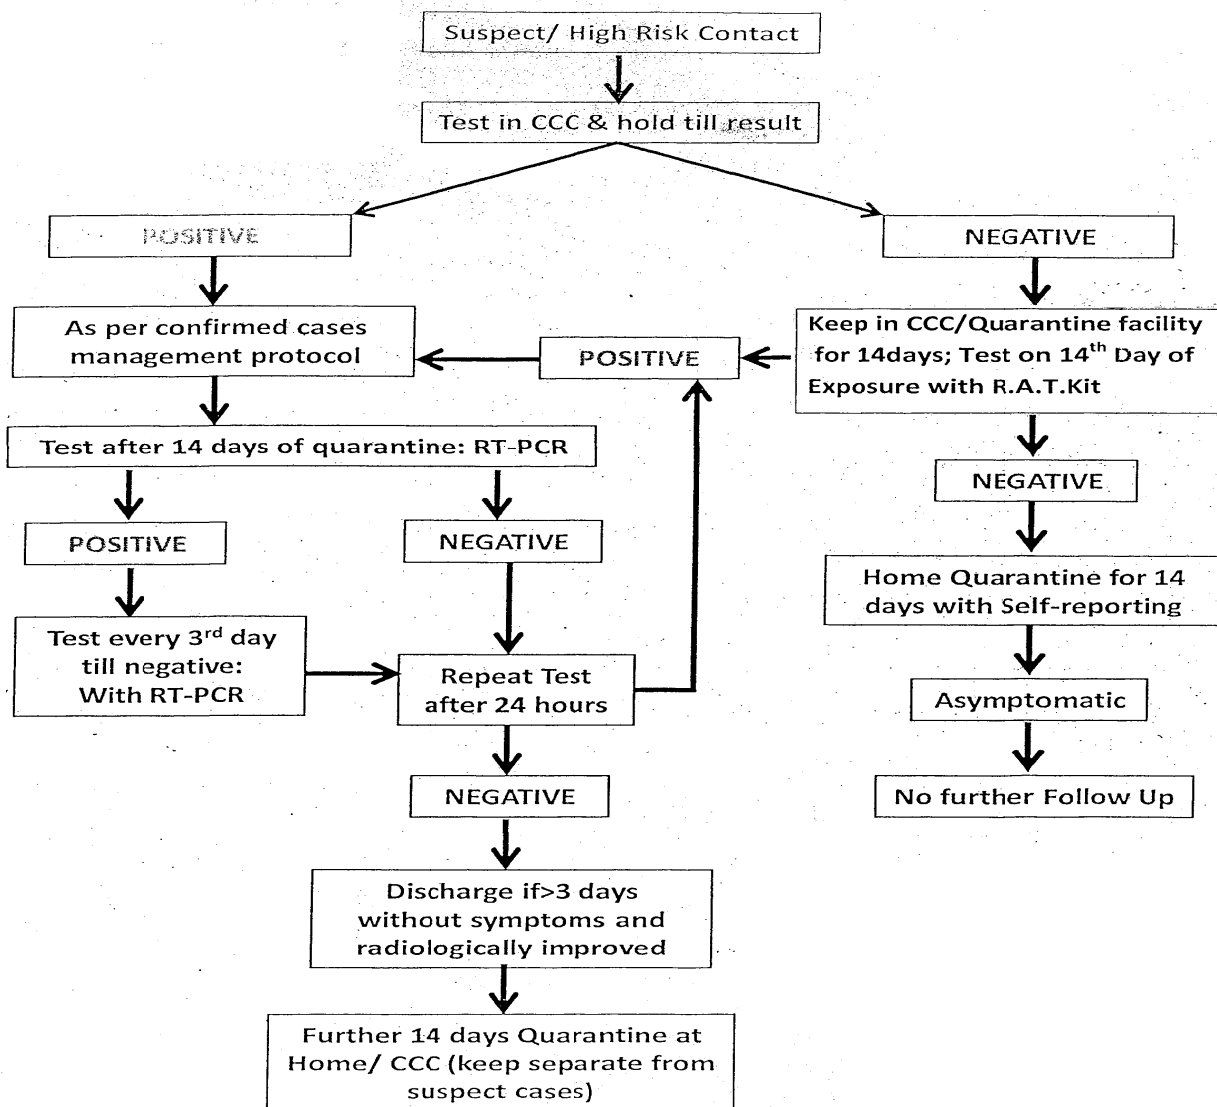 Suspect/ High Risk Contact
Test in CCC & hold till result
POSITIVE
NEGATIVE
As per confirmed cases
management protocol
POSITIVE
Keep in CCC/Quarantine facility
for 14days; Test on 14th Day of
Exposure with R.A.T.Kit
Test after 14 days of quarantine: RT-PCR
NEGATIVE
POSITIVE
NEGATIVE
Home Quarantine for 14
days with Self-reporting
Test every 3rd day
till negative:
With RT-PCR
Repeat Test
after 24 hours
Asymptomatic
NEGATIVE
No further Follow Up
Discharge if>3 days
without symptoms and
radiologically improved
Further 14 days Quarantine at
Home/ CCC (keep separate from
suspect cases)